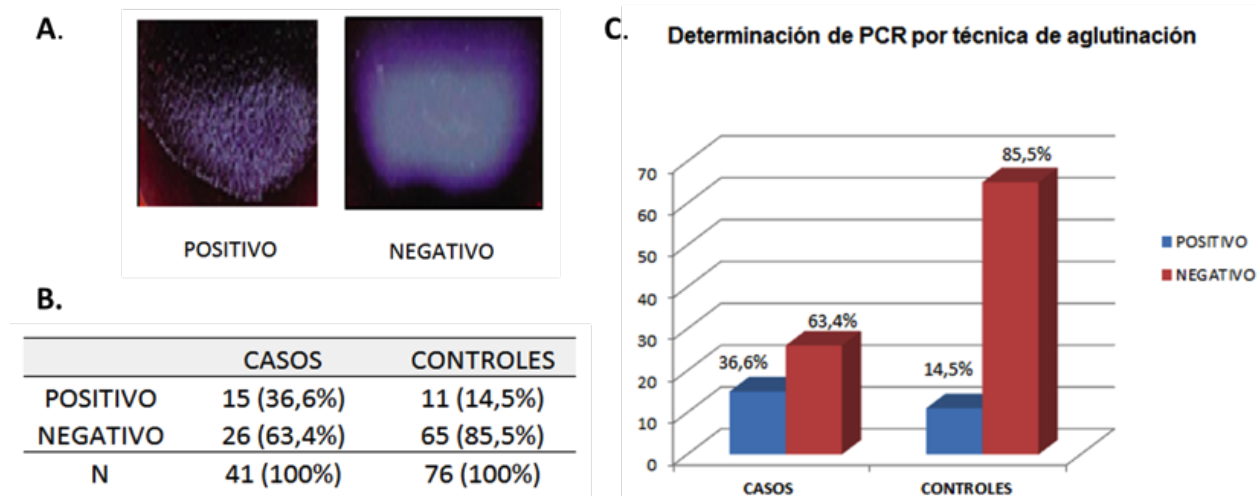 A.
POSITIVO NEGATIVO
B.
CASOS CONTROLES
POSITIVO 15 (36,6%) 11 (14,5%)
NEGATIVO 26 (63,4%) 65 (85,5%)
N 41 (100%) 76 (100%)
C. Determinación de PCR por técnica de aglutinación
85,5%
63,4%
36,6%
14,5%
70
60
50
40
30
20
10
0
CASOS CONTROLES
POSITIVO
NEGATIVO